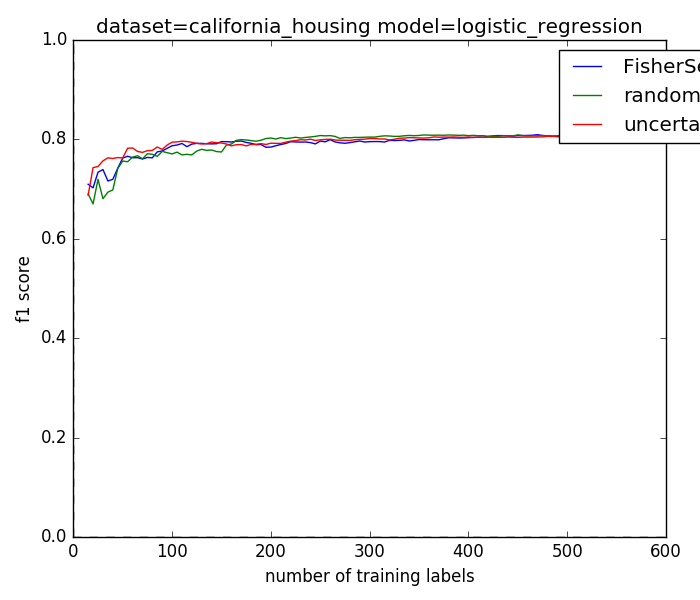 dataset=california_housing model=logistic_regression
1.0
0.8
0.6
0.4
0.2
0.0
f1 score
FisherSe
random
uncerta
0
100
200
300
400
500
600
number of training labels